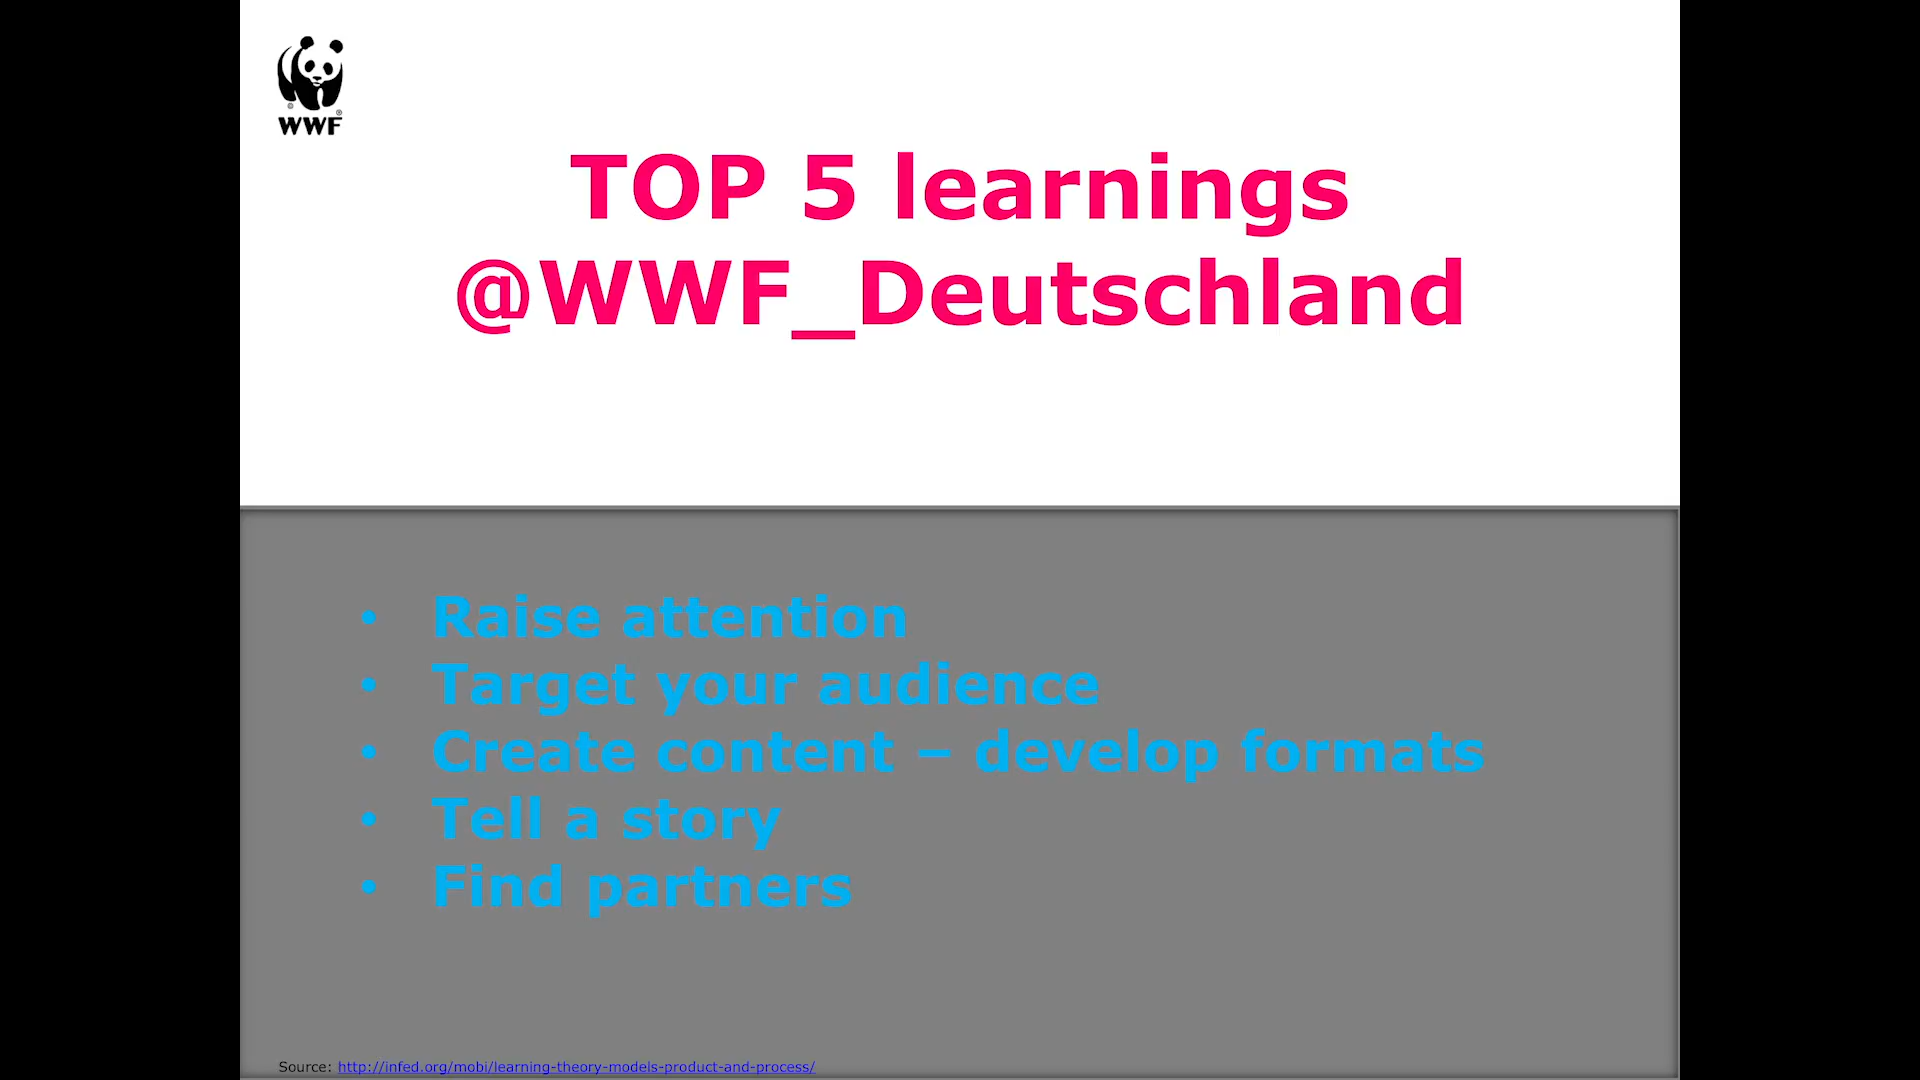 WWF
TOP 5 learnings
@WWF_Deutschland
• Raise attention
• Target your audience
• Create content – develop formats
• Tell a story
• Find partners
Source: http://infed.org/mobi/learning-theory-models-product-and-process/